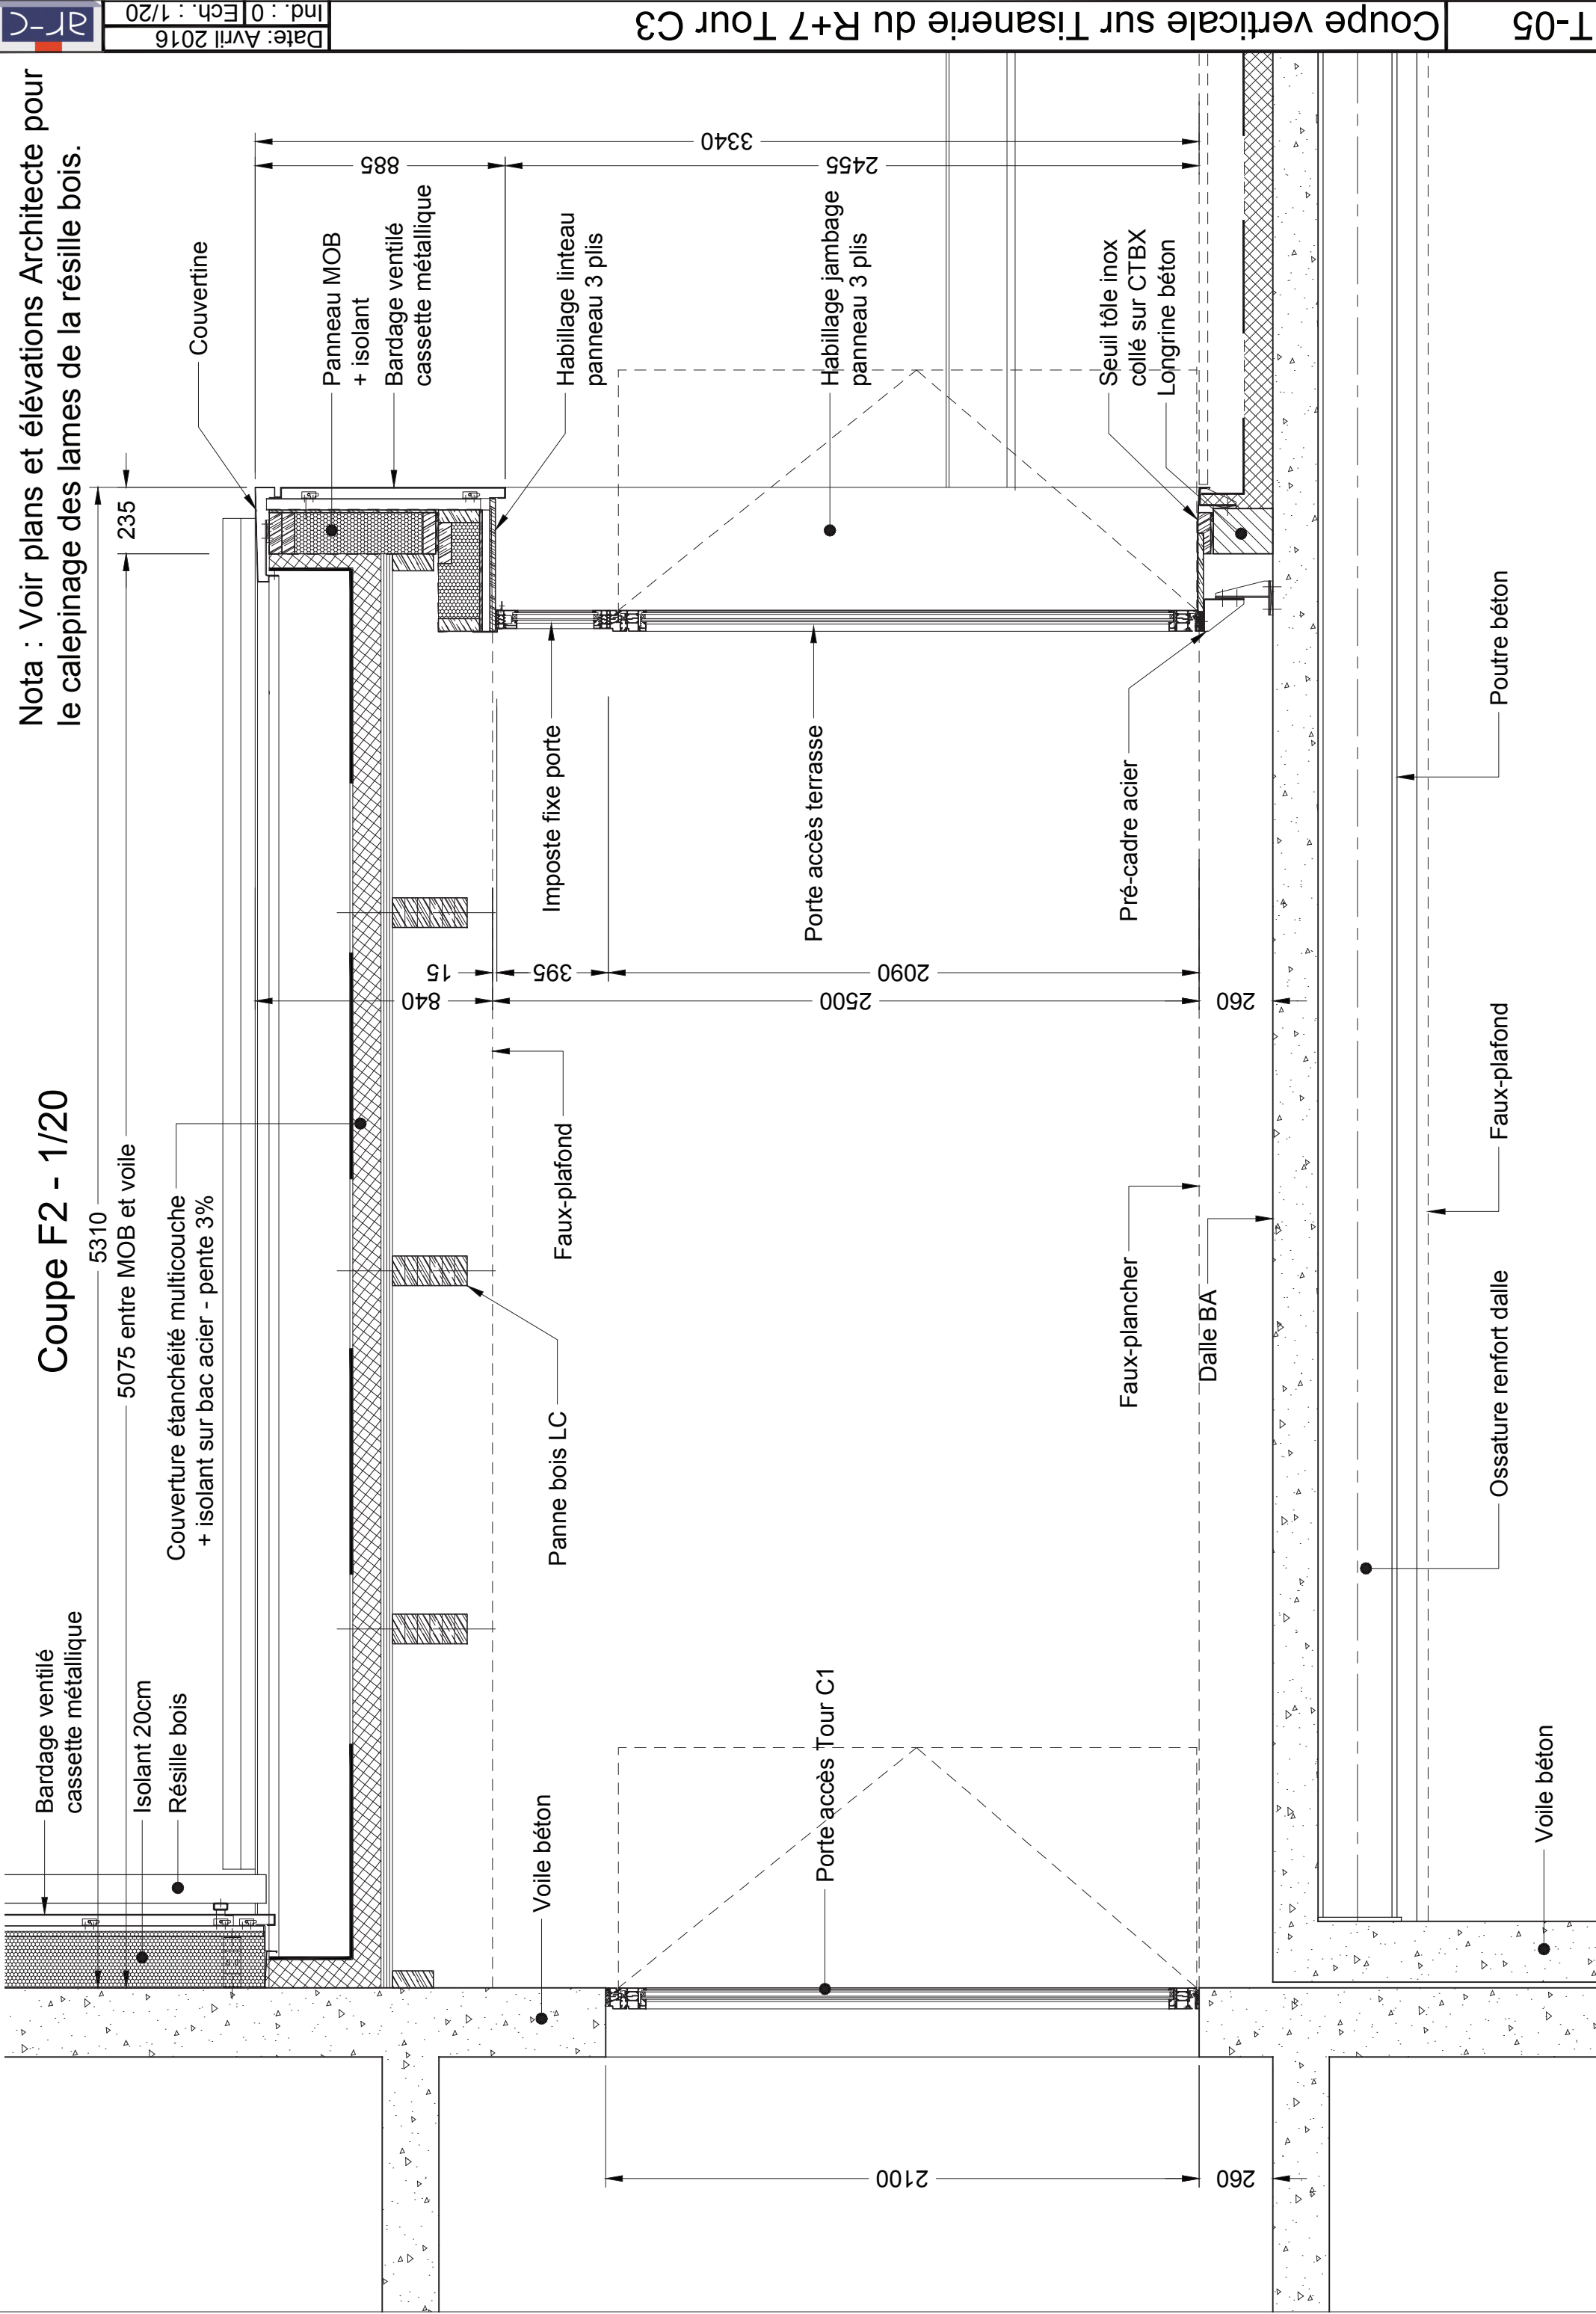 Nota : Voir plans et élévations Architecte pour
le calepinage des lames de la résille bois.
Coupe F2 - 1/20
5310
235
5075 entre MOB et voile
Bardage ventilé
cassette métallique
Isolant 20cm
Résille bois
Couverture étanchéité multicouche
+ isolant sur bac acier - pente 3%
Couvertine
Panneau MOB
+ isolant
Bardage ventilé
cassette métallique
Habillage linteau
panneau 3 plis
Habillage jambage
panneau 3 plis
Seuil tôle inox
collé sur CTBX
Longrine béton
885
3340
2455
Imposte fixe porte
Porte accès terrasse
Pré-cadre acier
Poutre béton
15
395
2090
840
2500
260
Faux-plafond
Panne bois LC
Faux-plancher
Dalle BA
Faux-plafond
Ossature renfort dalle
Voile béton
Porte accès Tour C1
Voile béton
2100
260
T-05
Coupe verticale sur Tisanerie du R+7 Tour C3
Date: Avril 2016
Ind. : 0
Ech. : 1/20
ar-c